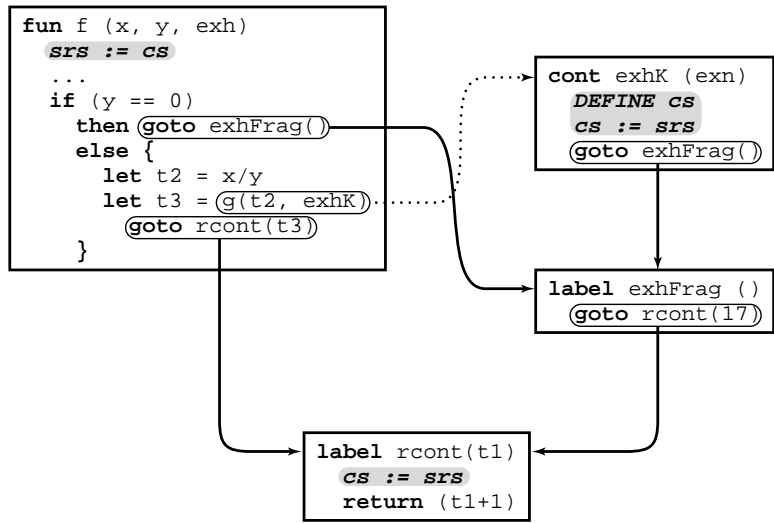 fun f (x, y, exh)
srs := cs
...
if (y == 0)
then goto exhFrag()
else {
let t2 = x/y
let t3 = g(t2, exhK)
goto rcont(t3)
}
cont exhK (exn)
DEFINE cs
cs := srs
goto exhFrag()
label exhFrag ()
goto rcont(17)
label rcont(t1)
cs := srs
return (t1+1)